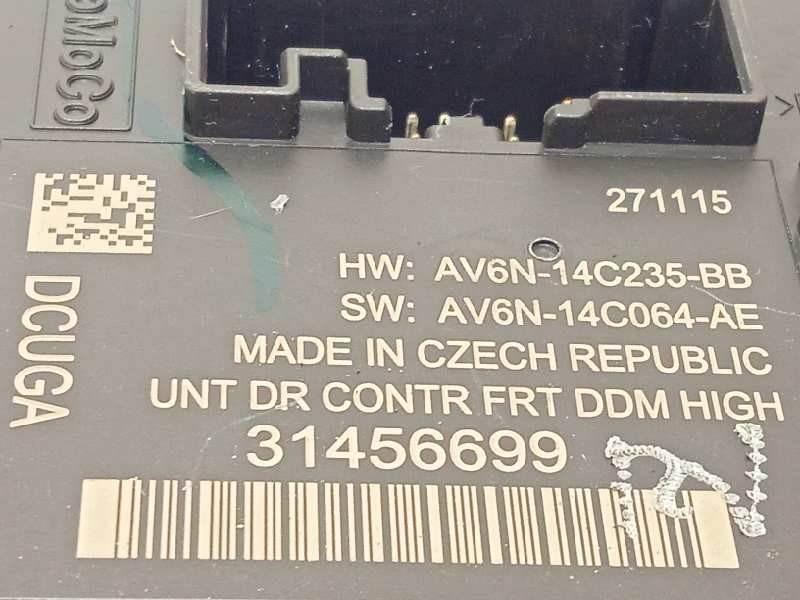 FoMoCo
271115
HW: AV6N-14C235-BB
SW: AV6N-14C064-AE
MADE IN CZECH REPUBLIC
UNT DR CONTR FRT DDM HIGH
31456699
DCUGA